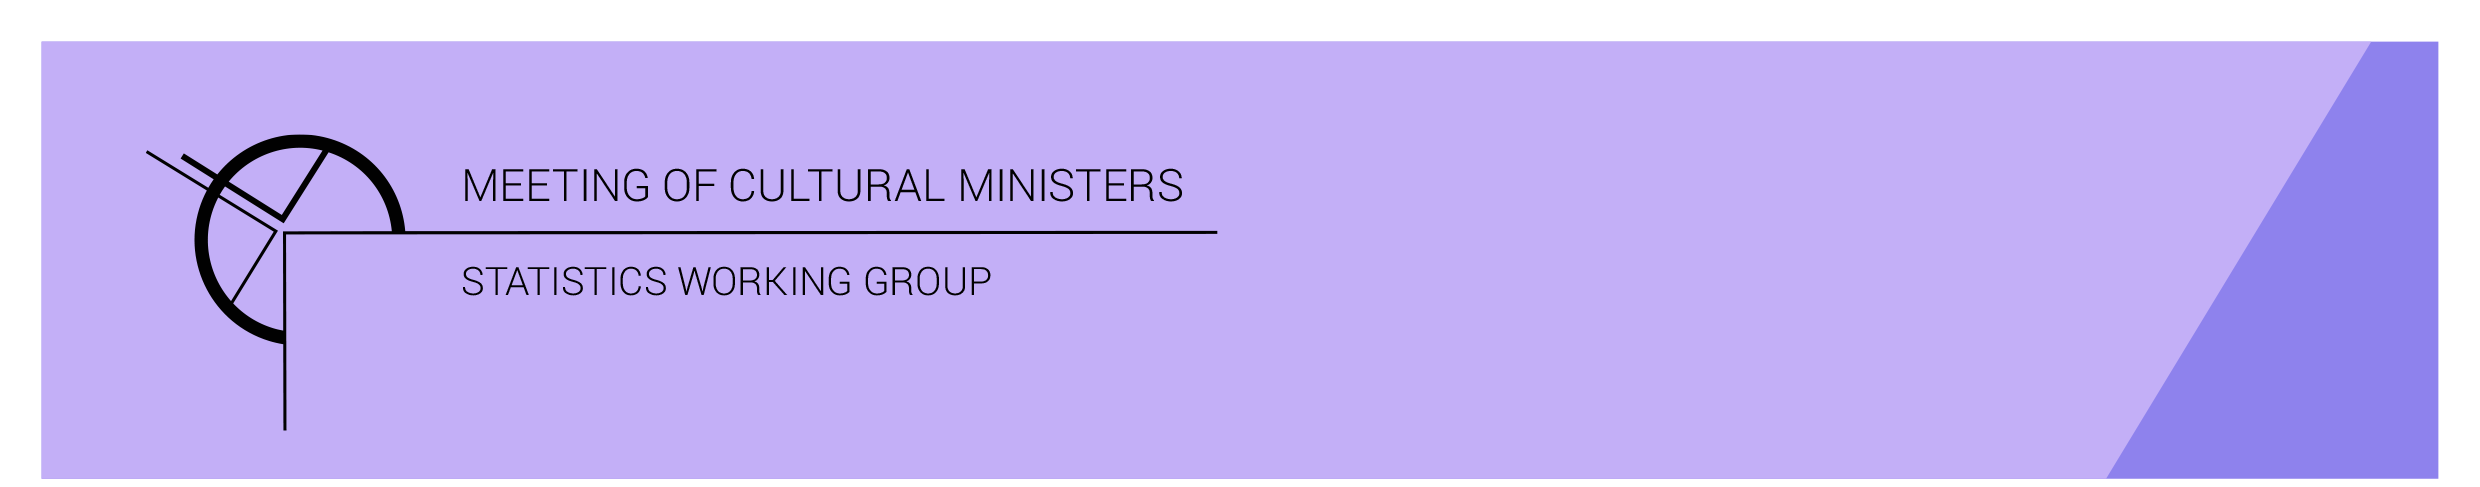 MEETING OF CULTURAL MINISTERS
STATISTICS WORKING GROUP